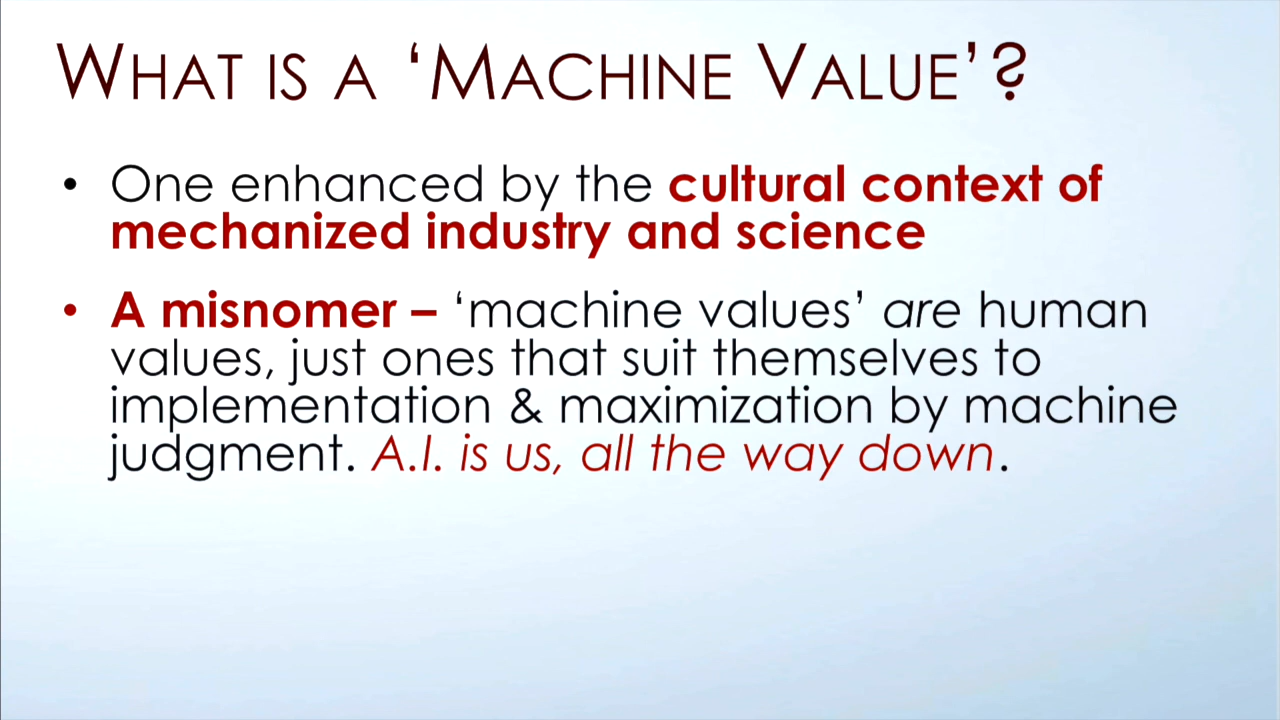 WHAT IS A ‘MACHINE VALUE’?
• One enhanced by the cultural context of
mechanized industry and science
• A misnomer – ‘machine values’ are human
values, just ones that suit themselves to
implementation & maximization by machine
judgment. A.I. is us, all the way down.